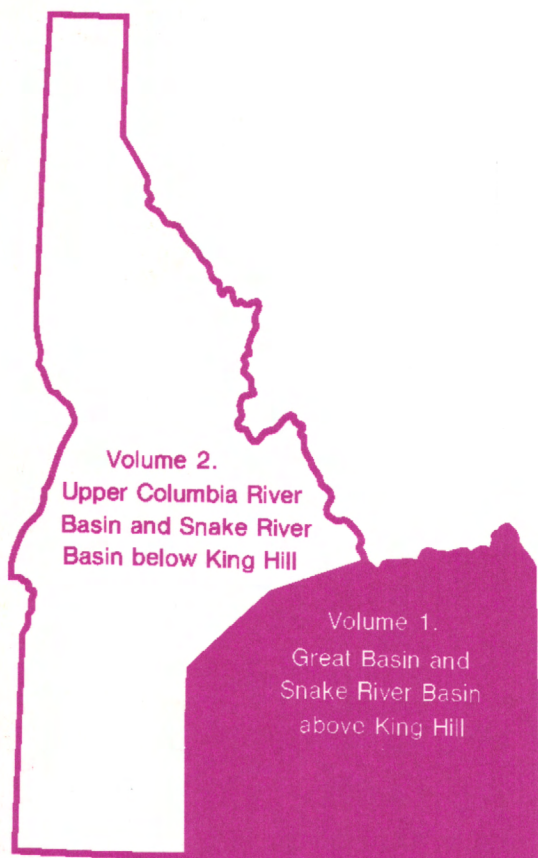 Volume 2.
Upper Columbia River
Basin and Snake River
Basin below King Hill
Volume 1.
Great Basin and
Snake River Basin
above King Hill